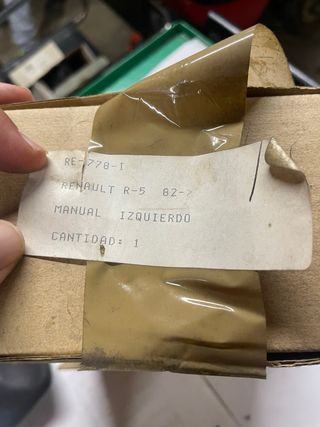 RE-778-I
RENAULT R-5 82->
MANUAL IZQUIERDO
CANTIDAD: 1